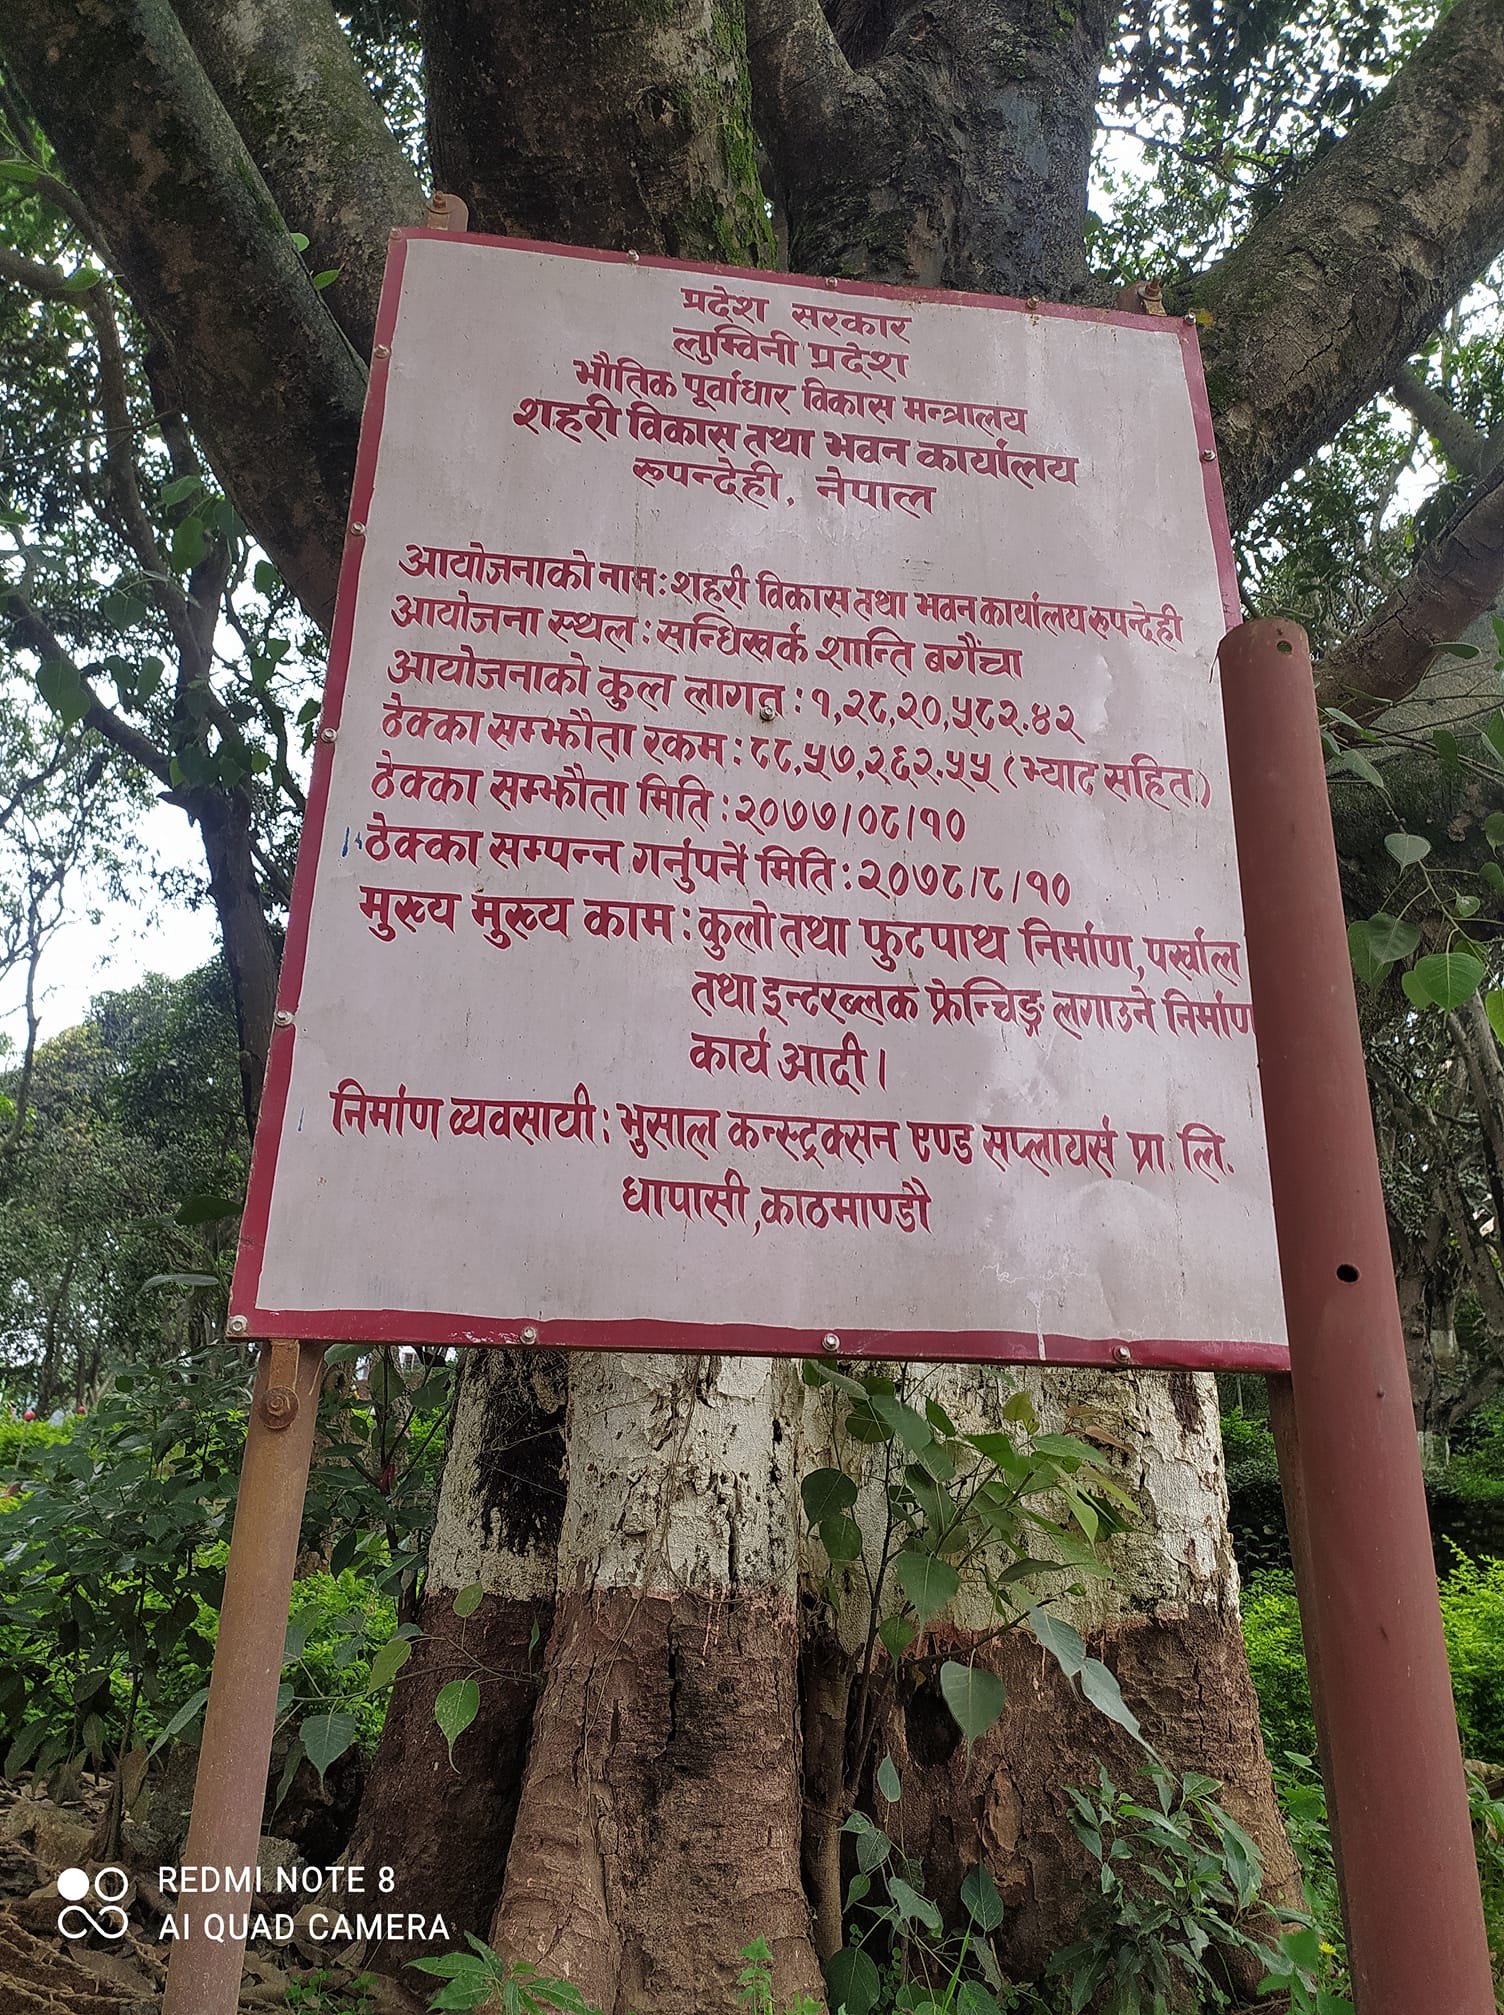 प्रदेश सरकार
लुम्विनी प्रदेश
भौतिक पूर्वाधार विकास मन्त्रालय
शहरी विकास तथा भवन कार्यालय
रुपन्देही, नेपाल
आयोजनाको नाम: शहरी विकास तथा भवन कार्यालय रुपन्देही
आयोजना स्थल: सन्धिखर्क शान्ति बगैंचा
आयोजनाको कुल लागत: १,२८,२०,५८२.४२
ठेक्का सम्झौता रकम: ८८,५७,२६२.५५ (भ्याट सहित)
ठेक्का सम्झौता मिति: २०७७/०८/१०
ठेक्का सम्पन्न गर्नुपर्ने मिति: २०७८/८/१०
मुख्य मुख्य काम: कुलो तथा फुटपाथ निर्माण, पर्खाल
तथा इन्टरब्लक फ्रेन्चिङ्ग लगाउने निर्माण
कार्य आदी।
निर्माण व्यवसायी: भुसाल कन्स्ट्रक्सन एण्ड सप्लायर्स प्रा. लि.
धापासी, काठमाण्डौ
REDMI NOTE 8
AI QUAD CAMERA